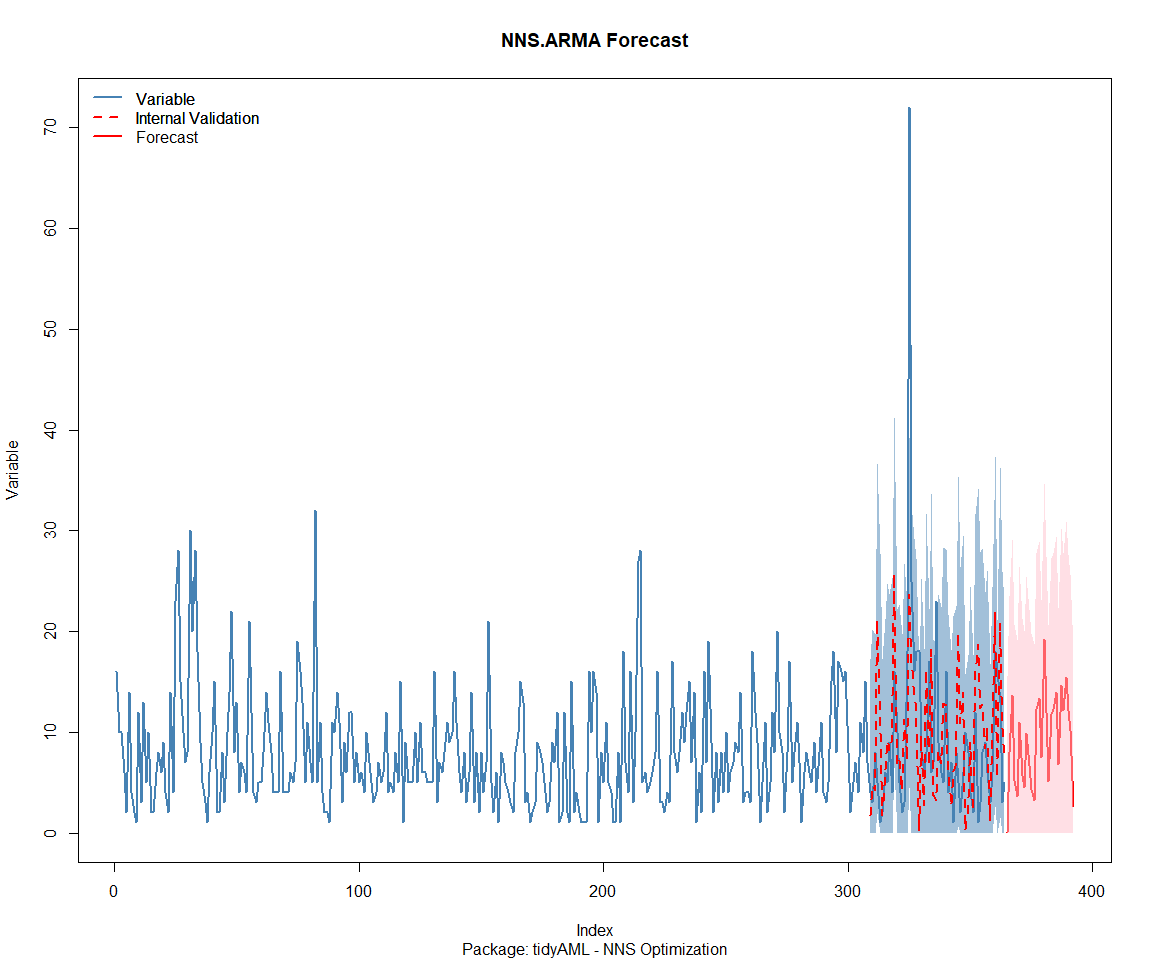 NNS.ARMA Forecast
Variable
Internal Validation
Forecast
Variable
70
60
50
40
30
20
10
0
0 100 200 300 400
Index
Package: tidyAML - NNS Optimization